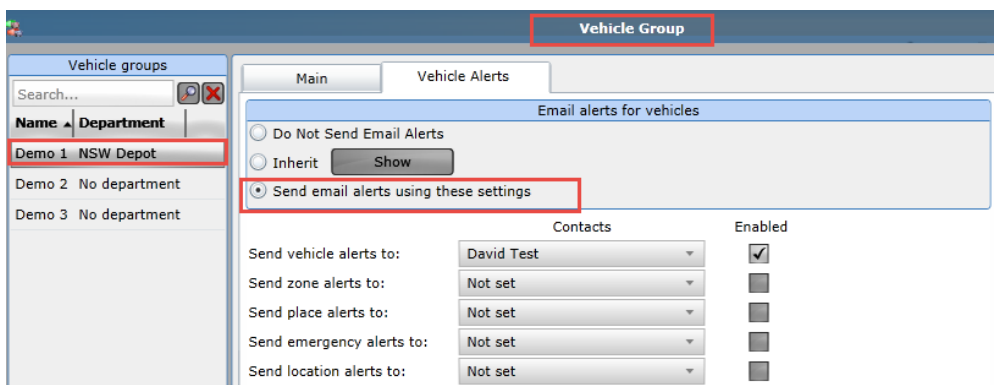 Vehicle Group
Vehicle groups
Search...
Name Department
Demo 1 NSW Depot
Demo 2 No department
Demo 3 No department
Main Vehicle Alerts
Email alerts for vehicles
Do Not Send Email Alerts
Inherit Show
Send email alerts using these settings
Contacts Enabled
Send vehicle alerts to: David Test
Send zone alerts to: Not set
Send place alerts to: Not set
Send emergency alerts to: Not set
Send location alerts to: Not set